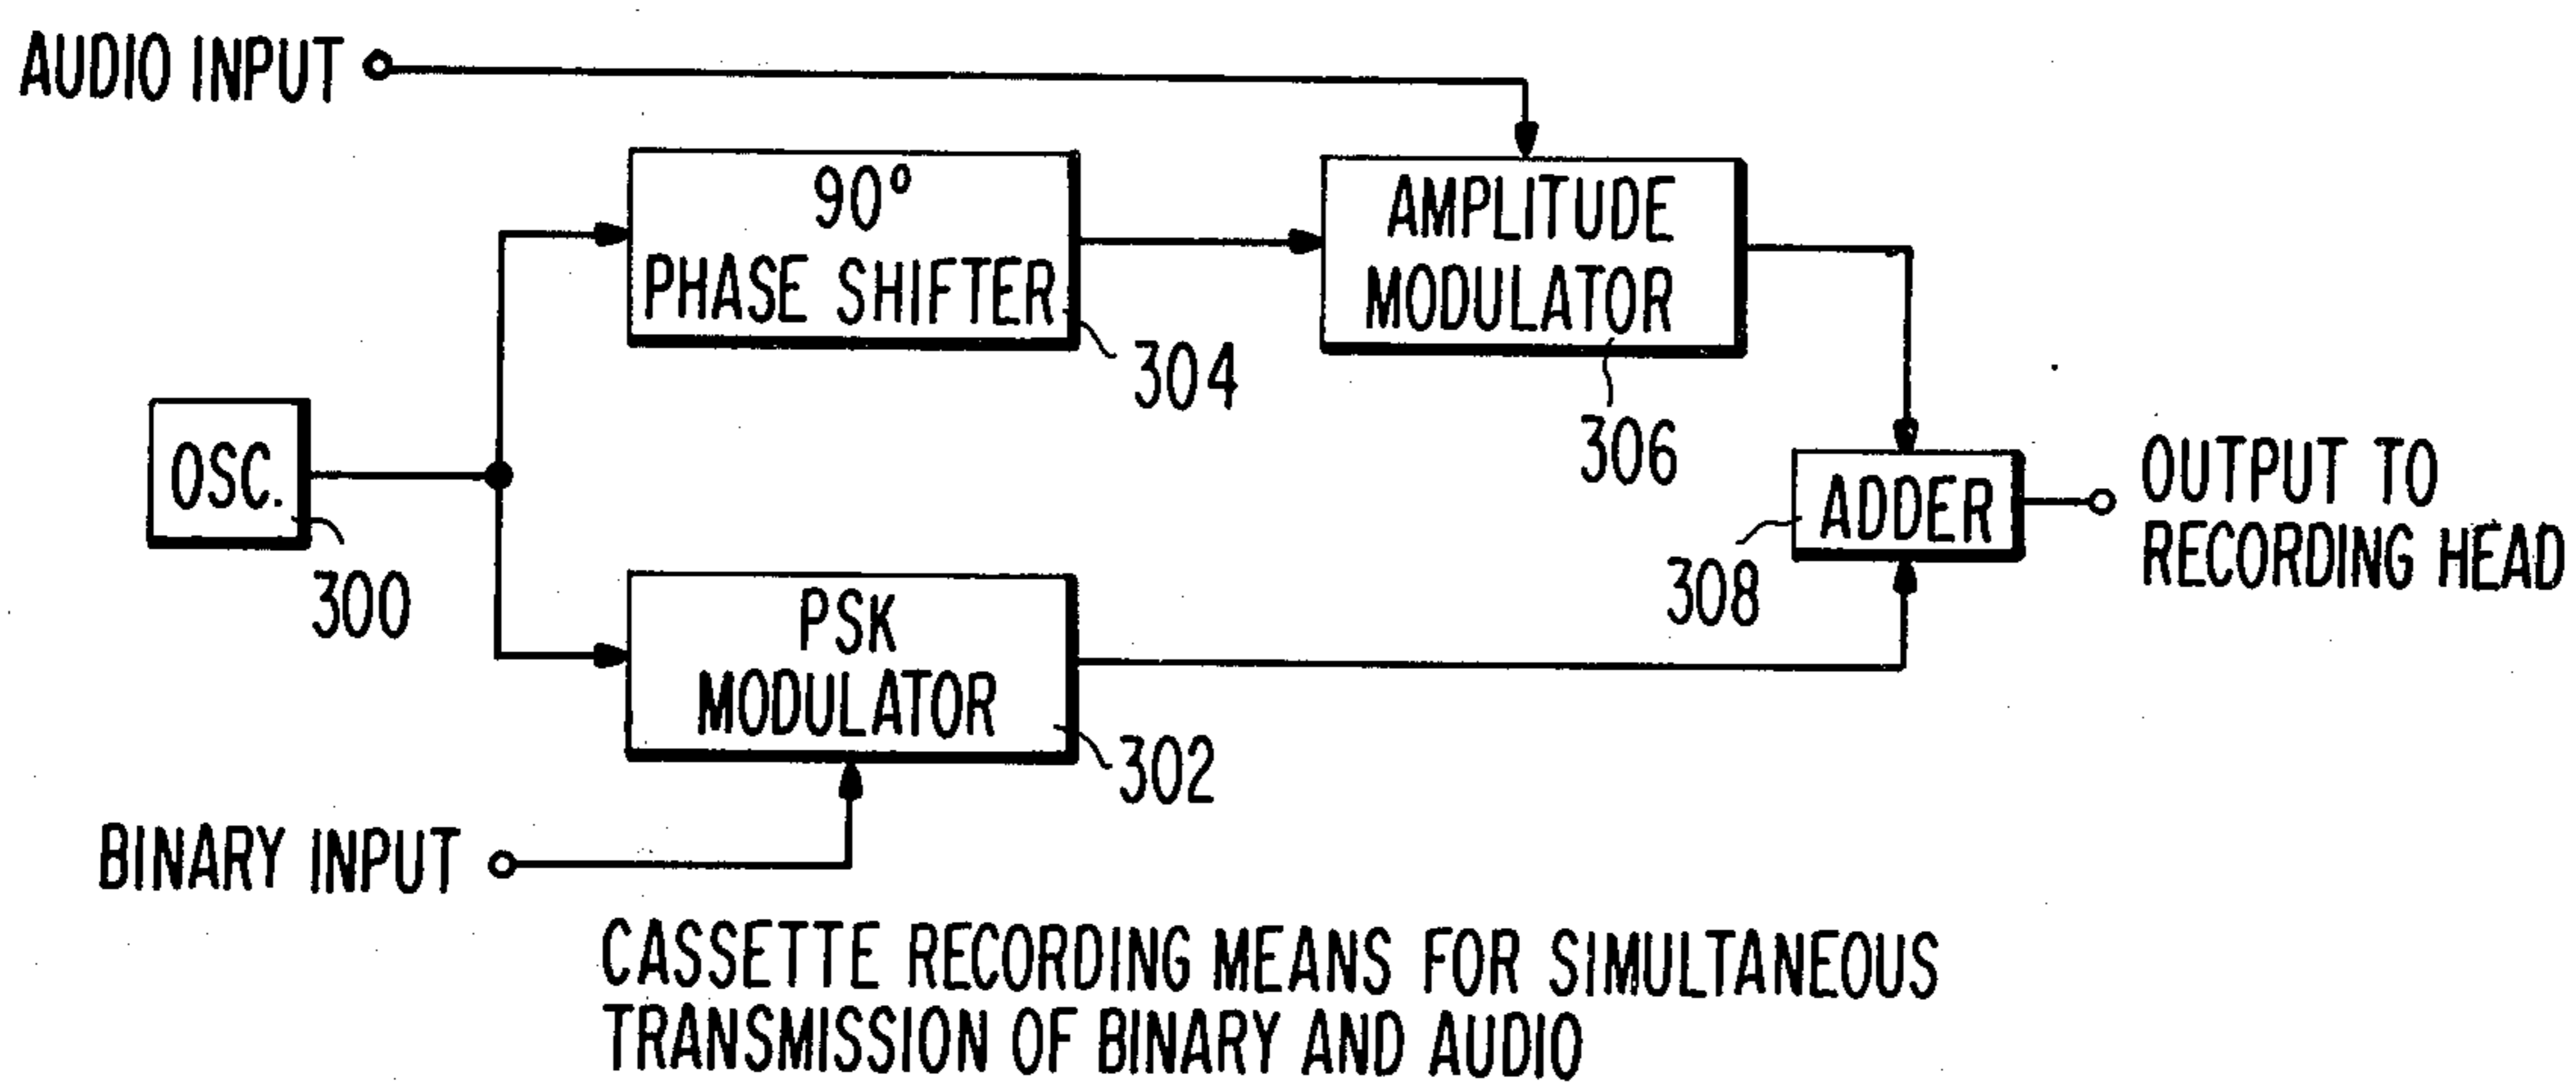 AUDIO INPUT
90°
PHASE SHIFTER
304
AMPLITUDE
MODULATOR
306
OSC.
300
ADDER
308
OUTPUT TO
RECORDING HEAD
PSK
MODULATOR
302
BINARY INPUT
CASSETTE RECORDING MEANS FOR SIMULTANEOUS
TRANSMISSION OF BINARY AND AUDIO